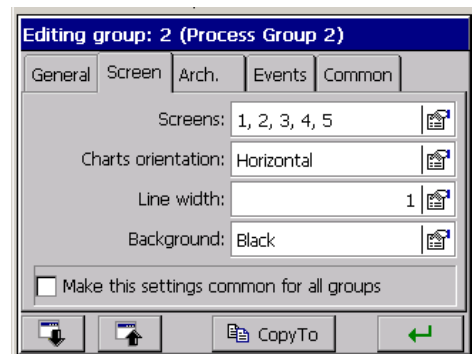 Editing group: 2 (Process Group 2)
General Screen Arch. Events Common
Screens: 1, 2, 3, 4, 5
Charts orientation: Horizontal
Line width: 1
Background: Black
Make this settings common for all groups
CopyTo